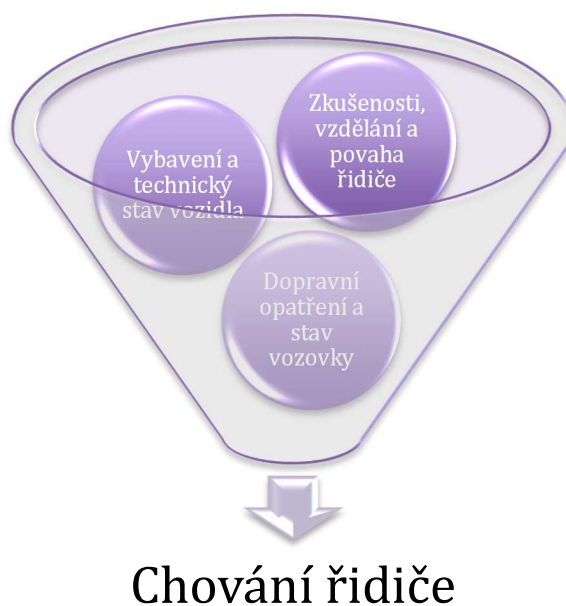 Zkušenosti,
vzdělání a
povaha
řidiče
Vybavení a
technický
stav vozidla
Dopravní
opatření a
stav
vozovky
Chování řidiče